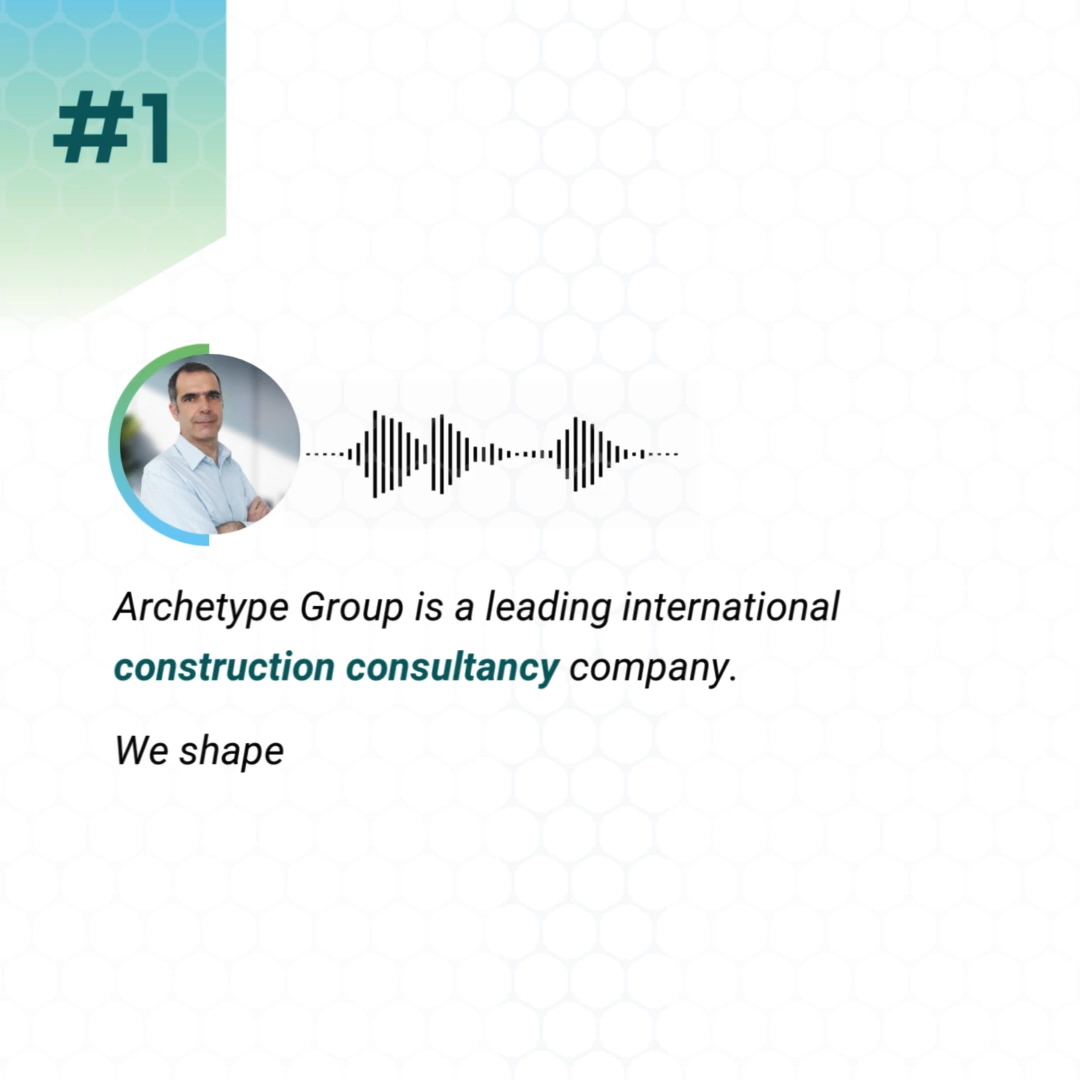 #1
Archetype Group is a leading international
construction consultancy company.
We shape